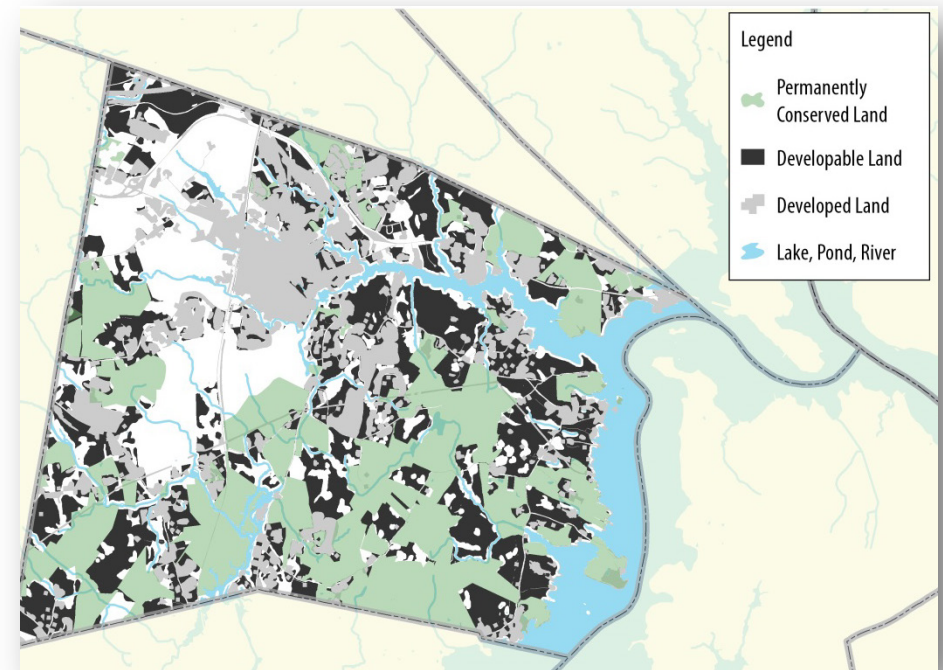 Legend
Permanently
Conserved Land
Developable Land
Developed Land
Lake, Pond, River